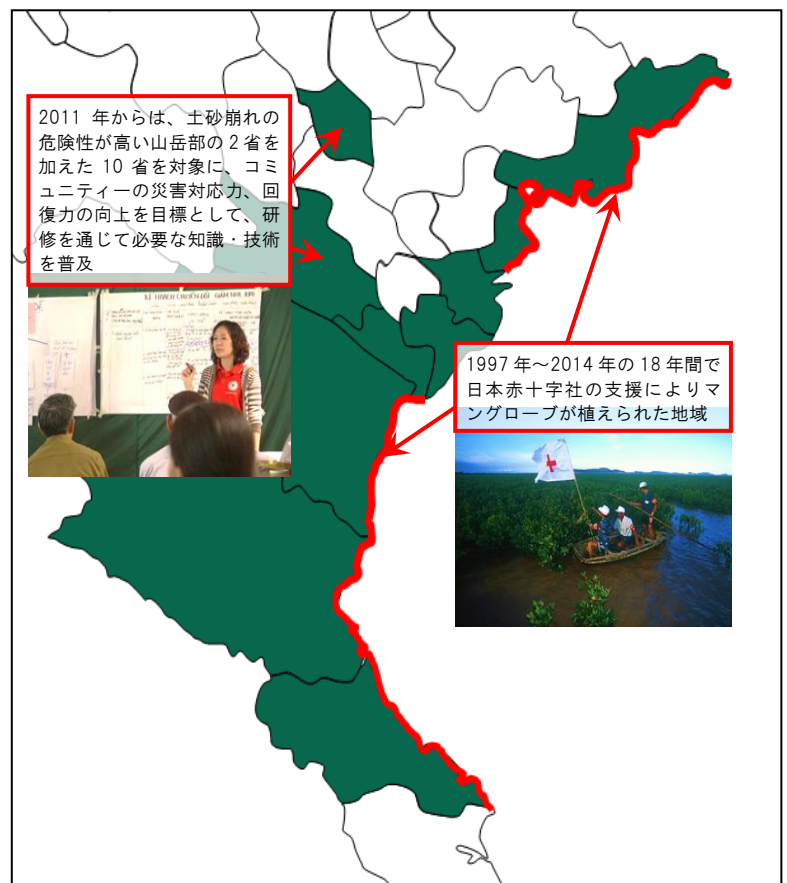 2011 年からは、土砂崩れの
危険性が高い山岳部の２省を
加えた 10 省を対象に、コミ
ュニティーの災害対応力、回
復力の向上を目標として、研
修を通じて必要な知識・技術
を普及
1997 年～2014 年の 18 年間で
日本赤十字社の支援によりマ
ングローブが植えられた地域